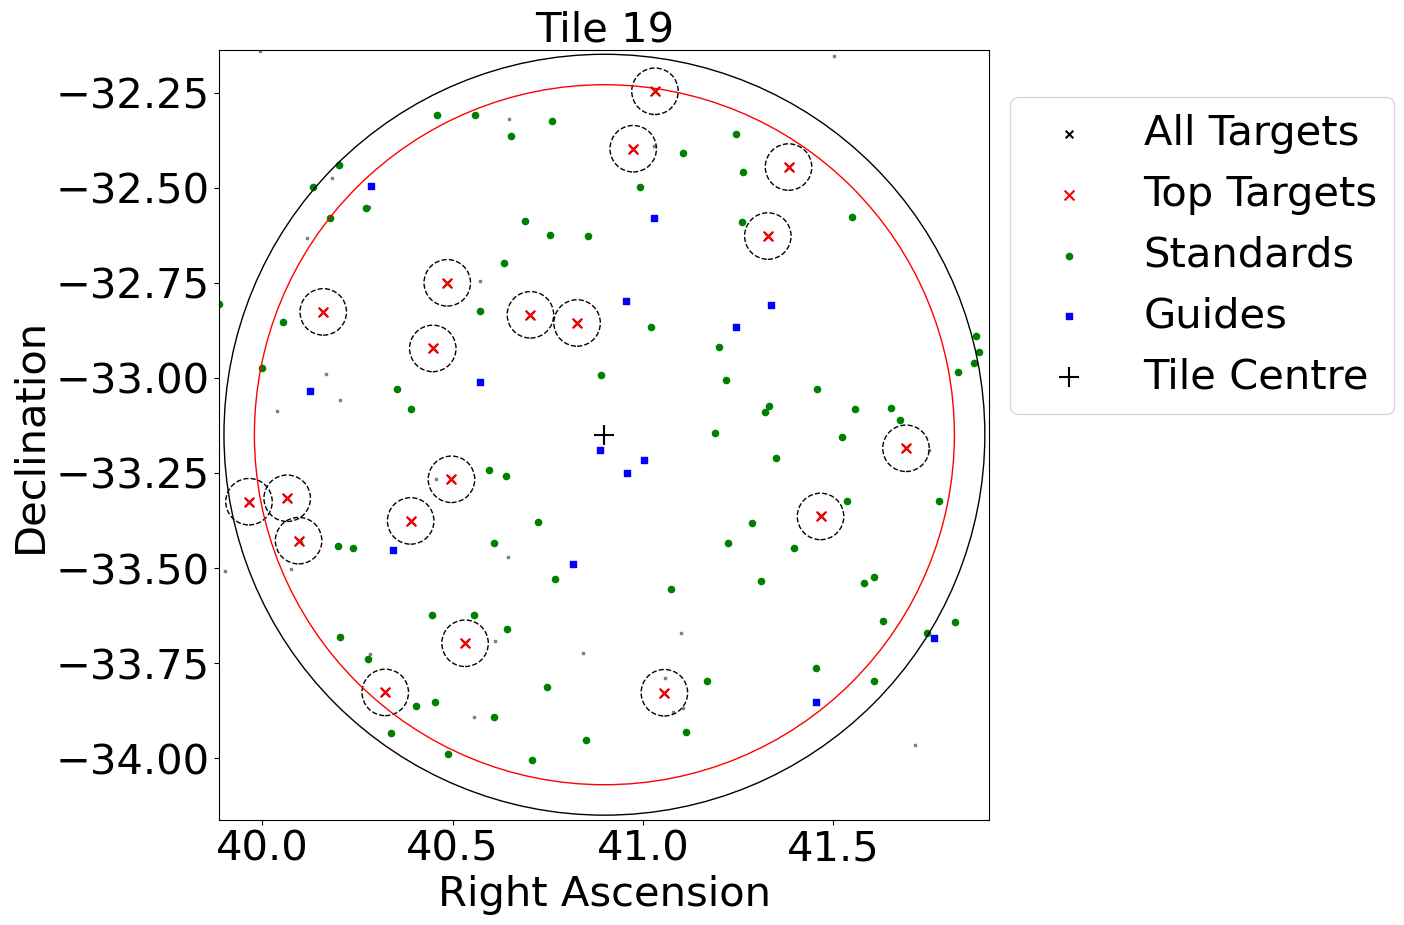 Tile 19
−32.25
−32.50
−32.75
−33.00
−33.25
−33.50
−33.75
−34.00
Declination
40.0
40.5
41.0
41.5
Right Ascension
All Targets
Top Targets
Standards
Guides
Tile Centre